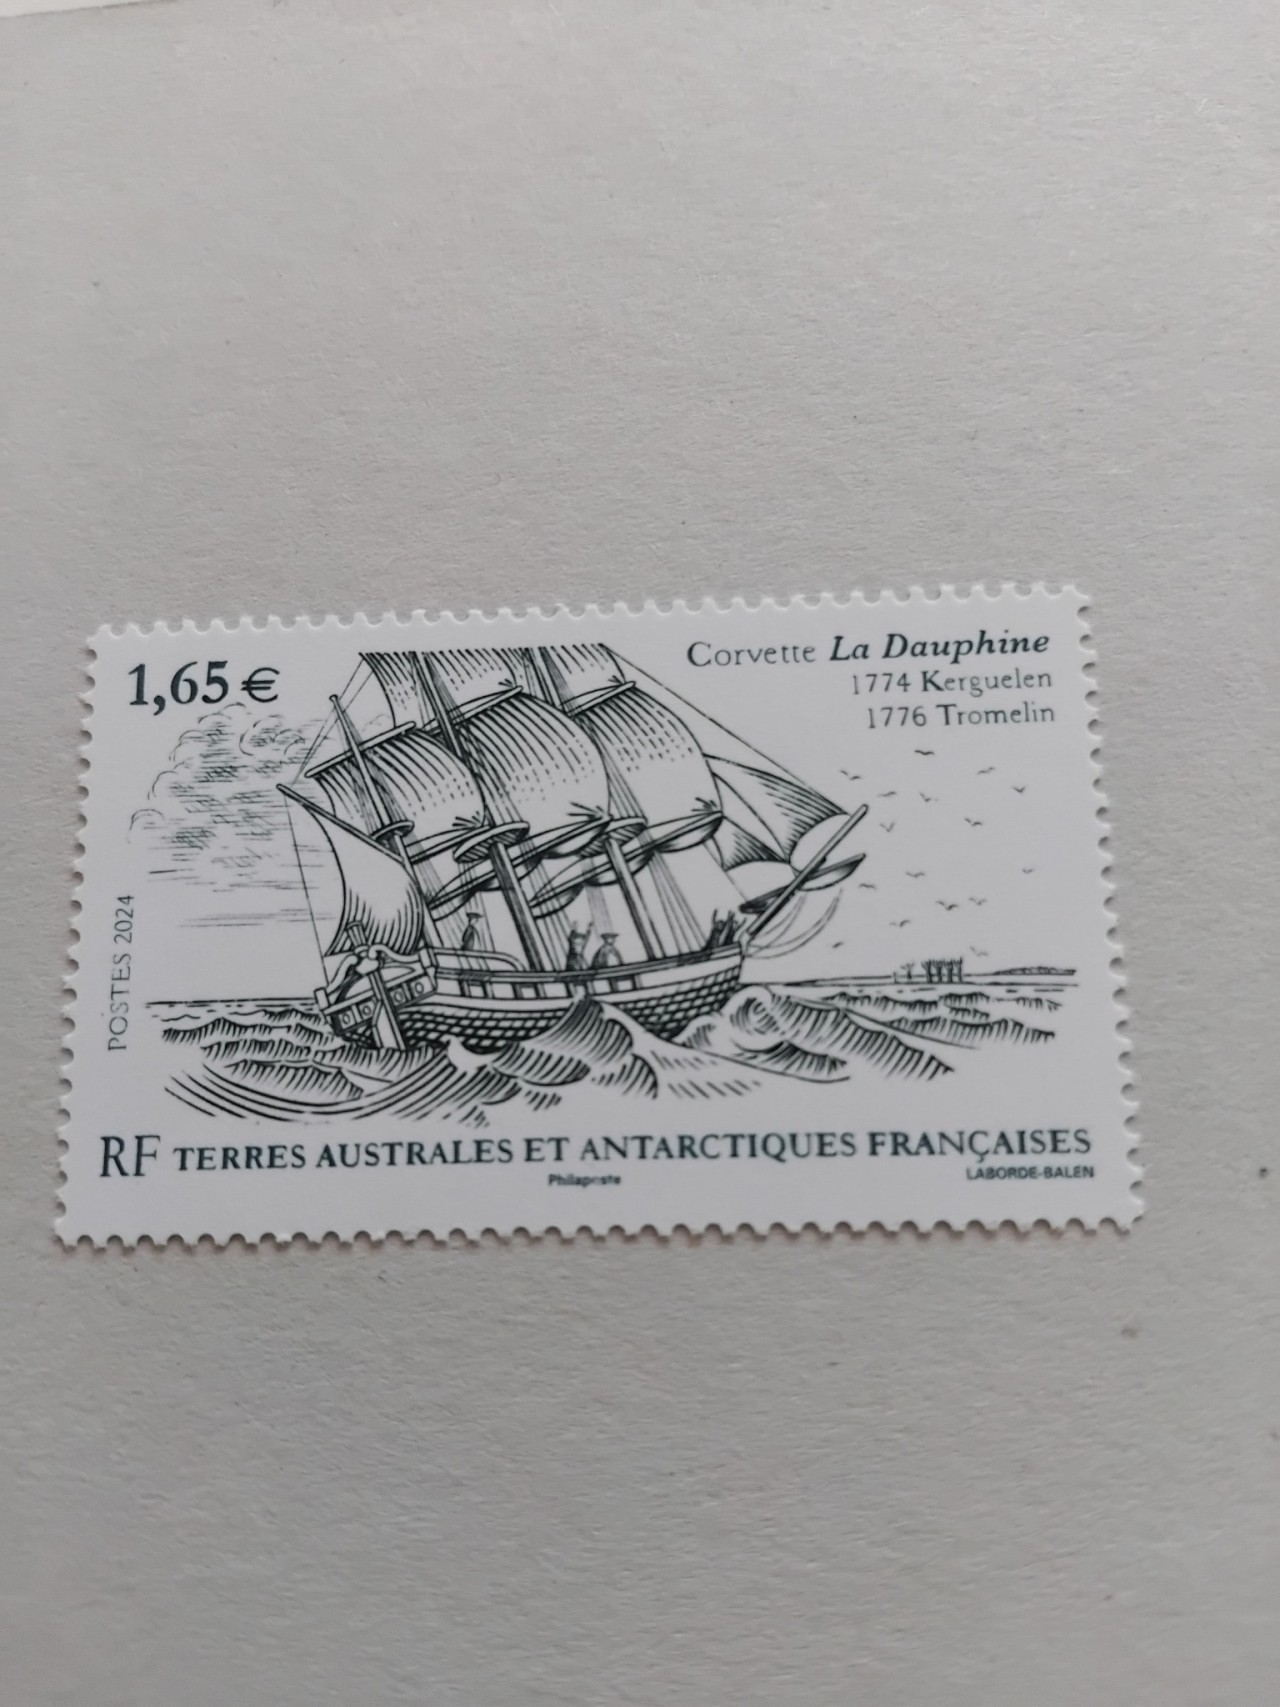 1,65 €
Corvette La Dauphine
1774 Kerguelen
1776 Tromelin
POSTES 2024
RF TERRES AUSTRALES ET ANTARCTIQUES FRANÇAISES
Philaposte
LABORDE-BALEN